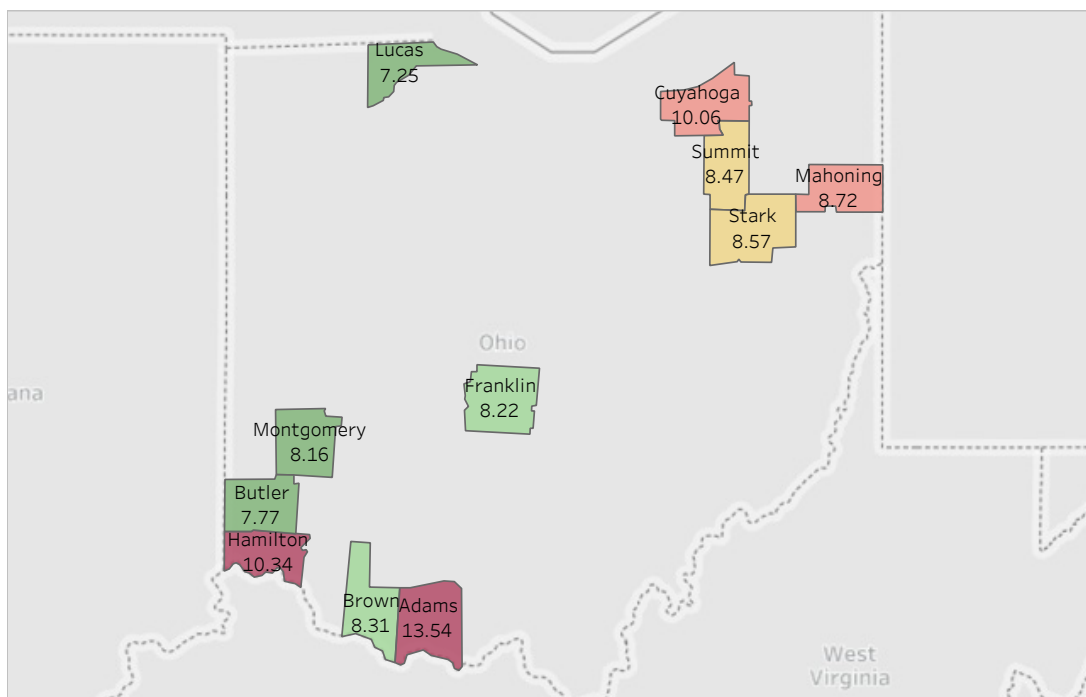 Lucas
7.25
Cuyahoga
10.06
Summit
8.47
Mahoning
8.72
Stark
8.57
Ohio
Franklin
8.22
ana
Montgomery
8.16
Butler
7.77
Hamilton
10.34
Brown
8.31
Adams
13.54
West
Virginia